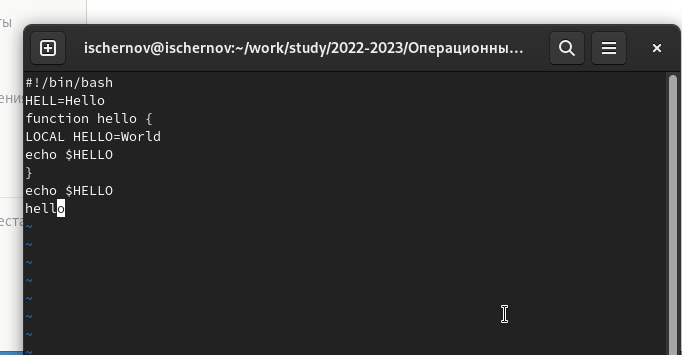 ты
ischernov@ischernov:~/work/study/2022-2023/Операционны...
#!/bin/bash
HELL=Hello
function hello {
LOCAL HELLO=World
echo $HELLO
}
echo $HELLO
hello
~
~
~
~
~
~
~
~